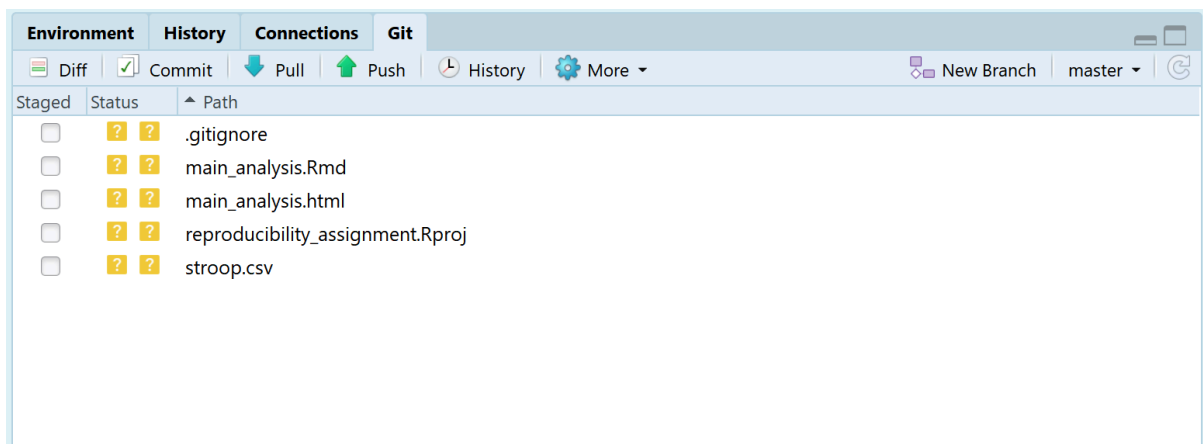 Environment History Connections Git
Diff Commit Pull Push History More New Branch master
Staged Status Path
? ? .gitignore
? ? main_analysis.Rmd
? ? main_analysis.html
? ? reproducibility_assignment.Rproj
? ? stroop.csv